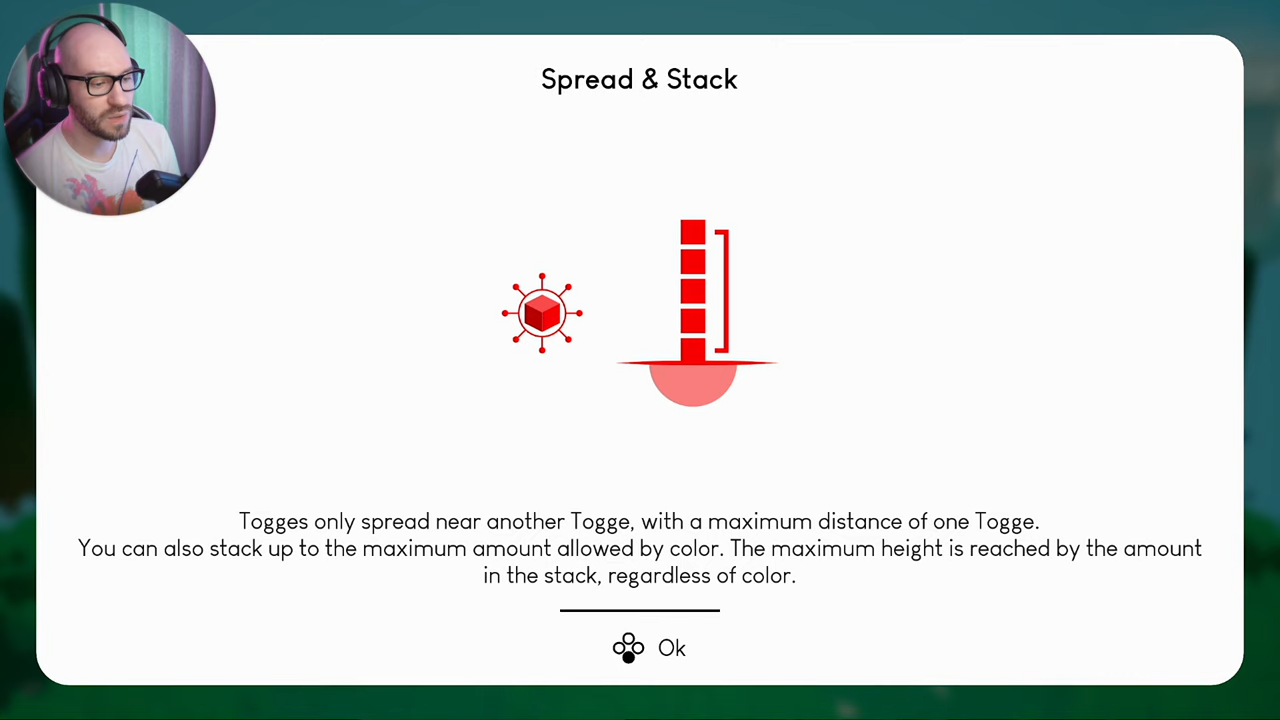 Spread & Stack
Togges only spread near another Togge, with a maximum distance of one Togge.
You can also stack up to the maximum amount allowed by color. The maximum height is reached by the amount
in the stack, regardless of color.
Ok